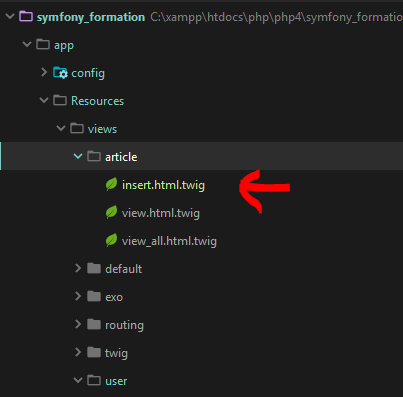 symfony_formation C:\xampp\htdocs\php\php4\symfony_formatio
app
config
Resources
views
article
insert.html.twig
view.html.twig
view_all.html.twig
default
exo
routing
twig
user